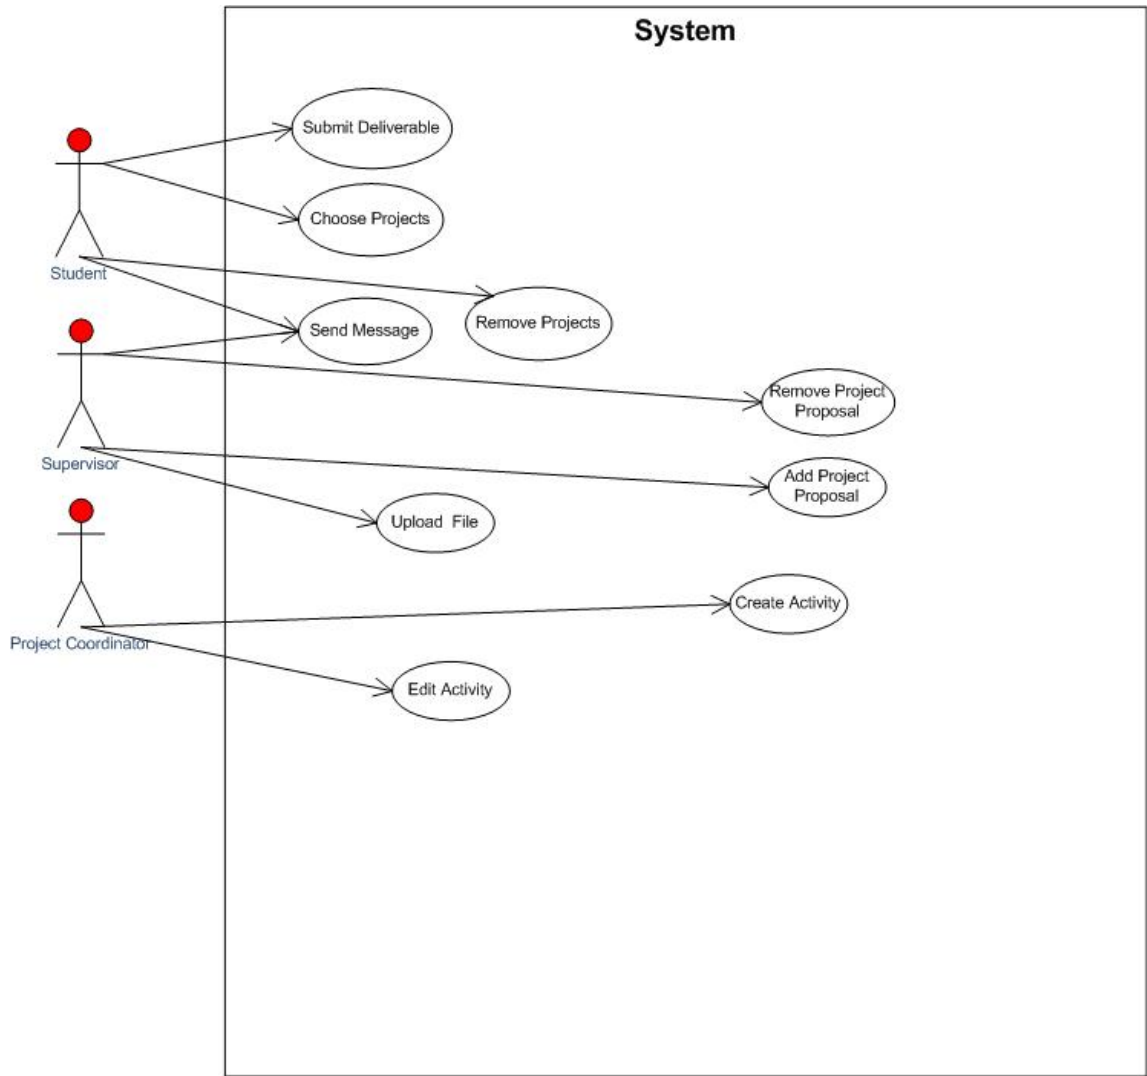 System
Submit Deliverable
Choose Projects
Student
Send Message
Remove Projects
Remove Project
Proposal
Supervisor
Add Project
Proposal
Upload File
Create Activity
Project Coordinator
Edit Activity